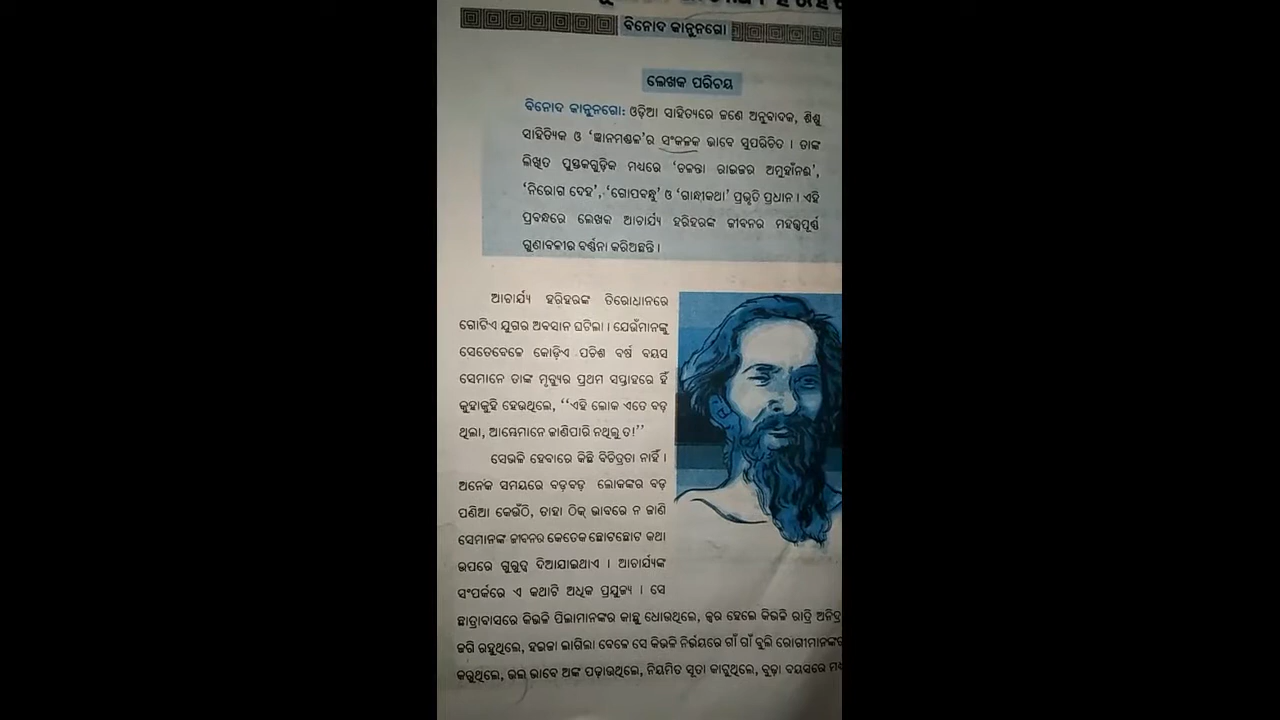 ବିନୋଦ କାନୁନଗୋ
ଲେଖକ ପରିଚୟ
ବିନୋଦ କାନୁନଗୋ: ଓଡ଼ିଆ ସାହିତ୍ୟରେ ଜଣେ ଅନୁବାଦକ, ଶିଶୁ
ସାହିତ୍ୟିକ ଓ ‘ଜ୍ଞାନମଣ୍ଡଳ’ର ସଂକଳକ ଭାବେ ସୁପରିଚିତ । ତାଙ୍କ
ଲିଖିତ ପୁସ୍ତକଗୁଡ଼ିକ ମଧ୍ୟରେ ‘ଚଳନ୍ତା ରାଇଜର ଅମୁହାଁନଈ’,
‘ନିରୋଗ ଦେହ’, ‘ଗୋପବନ୍ଧୁ’ ଓ ‘ଗାନ୍ଧୀକଥା’ ପ୍ରଭୃତି ପ୍ରଧାନ । ଏହି
ପ୍ରବନ୍ଧରେ ଲେଖକ ଆଚାର୍ଯ୍ୟ ହରିହରଙ୍କ ଜୀବନର ମହତ୍ତ୍ୱପୂର୍ଣ୍ଣ
ଗୁଣାବଳୀର ବର୍ଣ୍ଣନା କରିଅଛନ୍ତି ।
ଆଚାର୍ଯ୍ୟ ହରିହରଙ୍କ ତିରୋଧାନରେ
ଗୋଟିଏ ଯୁଗର ଅବସାନ ଘଟିଲା । ଯେଉଁମାନଙ୍କୁ
ସେତେବେଳେ କୋଡ଼ିଏ ପଚିଶ ବର୍ଷ ବୟସ
ସେମାନେ ତାଙ୍କ ମୃତ୍ୟୁର ପ୍ରଥମ ସପ୍ତାହରେ ହିଁ
କୁହାକୁହି ହେଉଥିଲେ, ‘‘ଏହି ଲୋକ ଏତେ ବଡ଼
ଥିଲା, ଆମ୍ଭେମାନେ ଜାଣିପାରି ନଥିଲୁ ତ!’’
ସେଭଳି ହେବାରେ କିଛି ବିଚିତ୍ରତା ନାହିଁ ।
ଅନେକ ସମୟରେ ବଡ଼ବଡ଼ ଲୋକଙ୍କର ବଡ଼
ପଣିଆ କେଉଁଠି, ତାହା ଠିକ୍ ଭାବରେ ନ ଜାଣି
ସେମାନଙ୍କ ଜୀବନର କେତେକ ଛୋଟଛୋଟ କଥା
ଉପରେ ଗୁରୁତ୍ୱ ଦିଆଯାଇଥାଏ । ଆଚାର୍ଯ୍ୟଙ୍କ
ସଂପର୍କରେ ଏ କଥାଟି ଅଧିକ ପ୍ରଯୁଜ୍ୟ । ସେ
ଛାତ୍ରାବାସରେ କିଭଳି ପିଲାମାନଙ୍କର କାଛୁ ଧୋଉଥିଲେ, ଜ୍ୱର ହେଲେ କିଭଳି ରାତ୍ରି ଅନିଦ୍ରା
ଜଗି ରହୁଥିଲେ, ହଇଜା ଲାଗିଲା ବେଳେ ସେ କିଭଳି ନିର୍ଭୟରେ ଗାଁ ଗାଁ ବୁଲି ରୋଗୀମାନଙ୍କର
କରୁଥିଲେ, ଭଲ ଭାବେ ଅଙ୍କ ପଢ଼ାଉଥିଲେ, ନିୟମିତ ସୂତା କାଟୁଥିଲେ, ବୁଢ଼ା ବୟସରେ